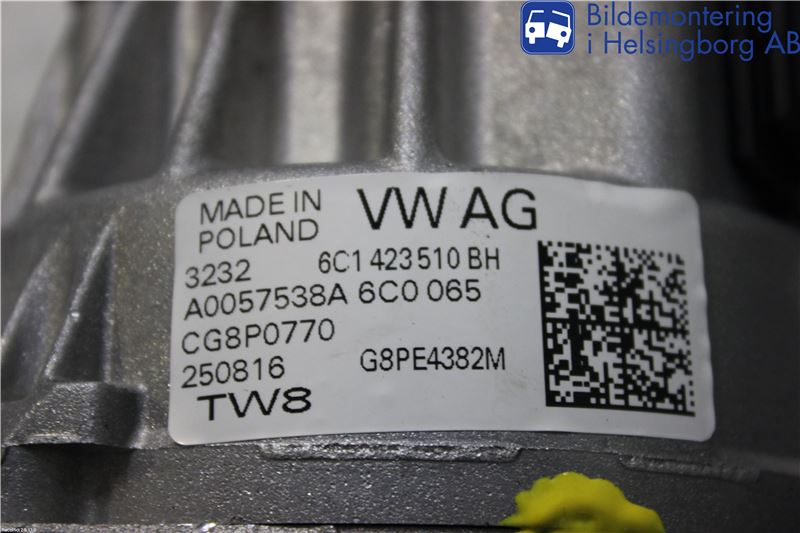 Bildemontering
i Helsingborg AB
MADE IN VW AG
POLAND
3232 6C1 423 510 BH
A0057538A 6C0 065
CG8P0770
250816 G8PE4382M
TW8